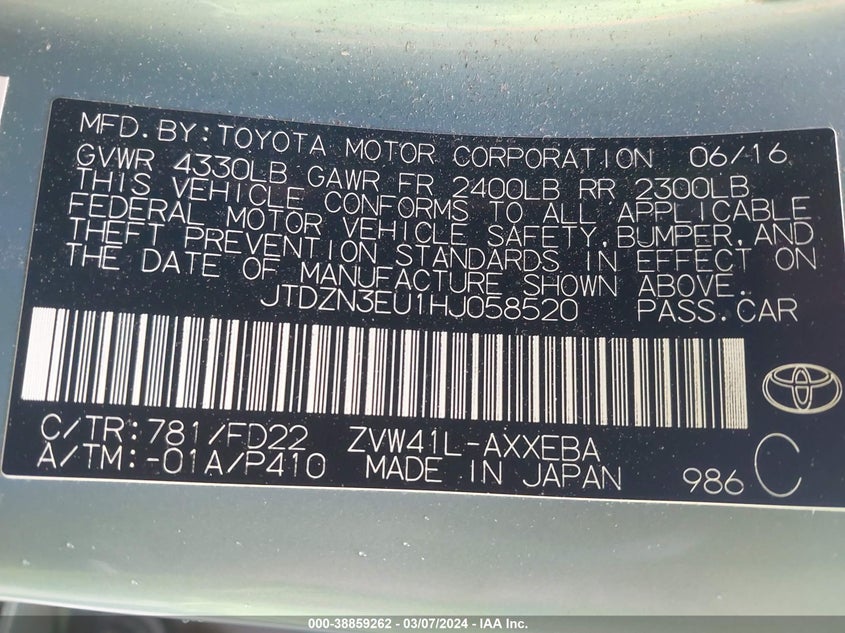 MFD.BY:TOYOTA MOTOR CORPORATION 06/16
GVWR 4330LB GAWR FR 2400LB RR 2300LB
THIS VEHICLE CONFORMS TO ALL APPLICABLE
FEDERAL MOTOR VEHICLE SAFETY,BUMPER,AND
THEFT PREVENTION STANDARDS IN EFFECT ON
THE DATE OF MANUFACTURE SHOWN ABOVE.
JTDZN3EU1HJ058520 PASS.CAR
C/TR:781/FD22 ZVW41L-AXXEBA
A/TM:-01A/P410 MADE IN JAPAN 986 C
000-38859262 - 03/07/2024 - IAA Inc.